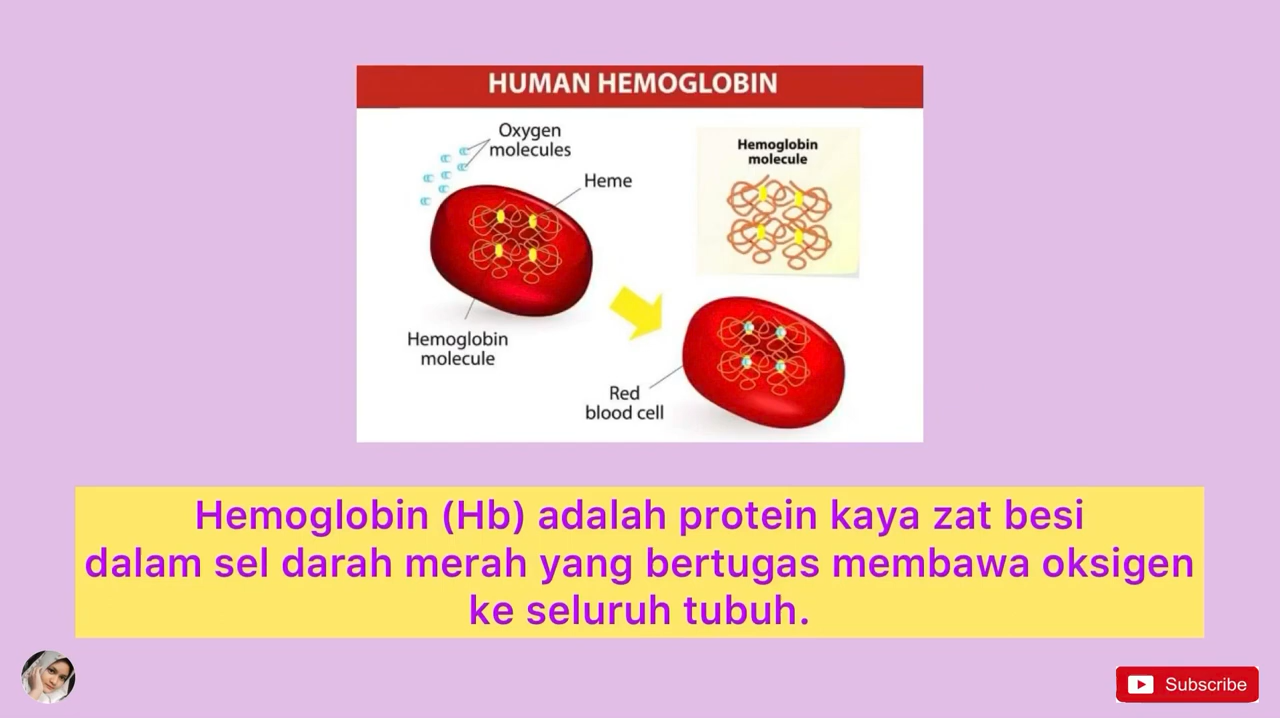 HUMAN HEMOGLOBIN
Oxygen
molecules
Heme
Hemoglobin
molecule
Hemoglobin
molecule
Red
blood cell
Hemoglobin (Hb) adalah protein kaya zat besi
dalam sel darah merah yang bertugas membawa oksigen
ke seluruh tubuh.
Subscribe